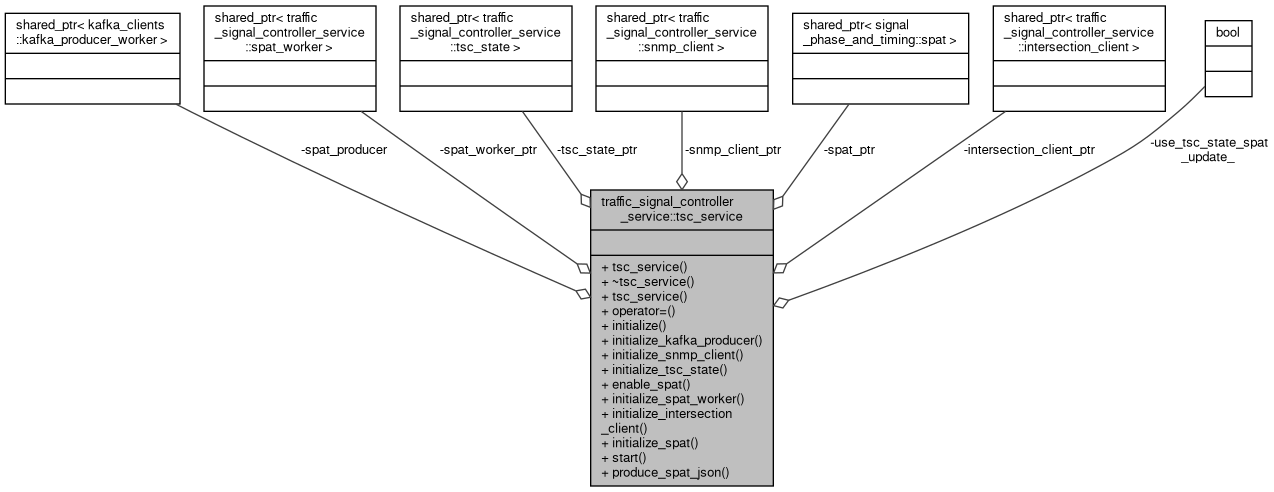 shared_ptr< kafka_clients
::kafka_producer_worker >
shared_ptr< traffic
_signal_controller_service
::spat_worker >
shared_ptr< traffic
_signal_controller_service
::tsc_state >
shared_ptr< traffic
_signal_controller_service
::snmp_client >
shared_ptr< signal
_phase_and_timing::spat >
shared_ptr< traffic
_signal_controller_service
::intersection_client >
bool
-spat_producer
-spat_worker_ptr
-tsc_state_ptr
-snmp_client_ptr
-spat_ptr
-intersection_client_ptr
-use_tsc_state_spat
_update_
traffic_signal_controller
_service::tsc_service
+ tsc_service()
+ ~tsc_service()
+ tsc_service()
+ operator=()
+ initialize()
+ initialize_kafka_producer()
+ initialize_snmp_client()
+ initialize_tsc_state()
+ enable_spat()
+ initialize_spat_worker()
+ initialize_intersection
_client()
+ initialize_spat()
+ start()
+ produce_spat_json()